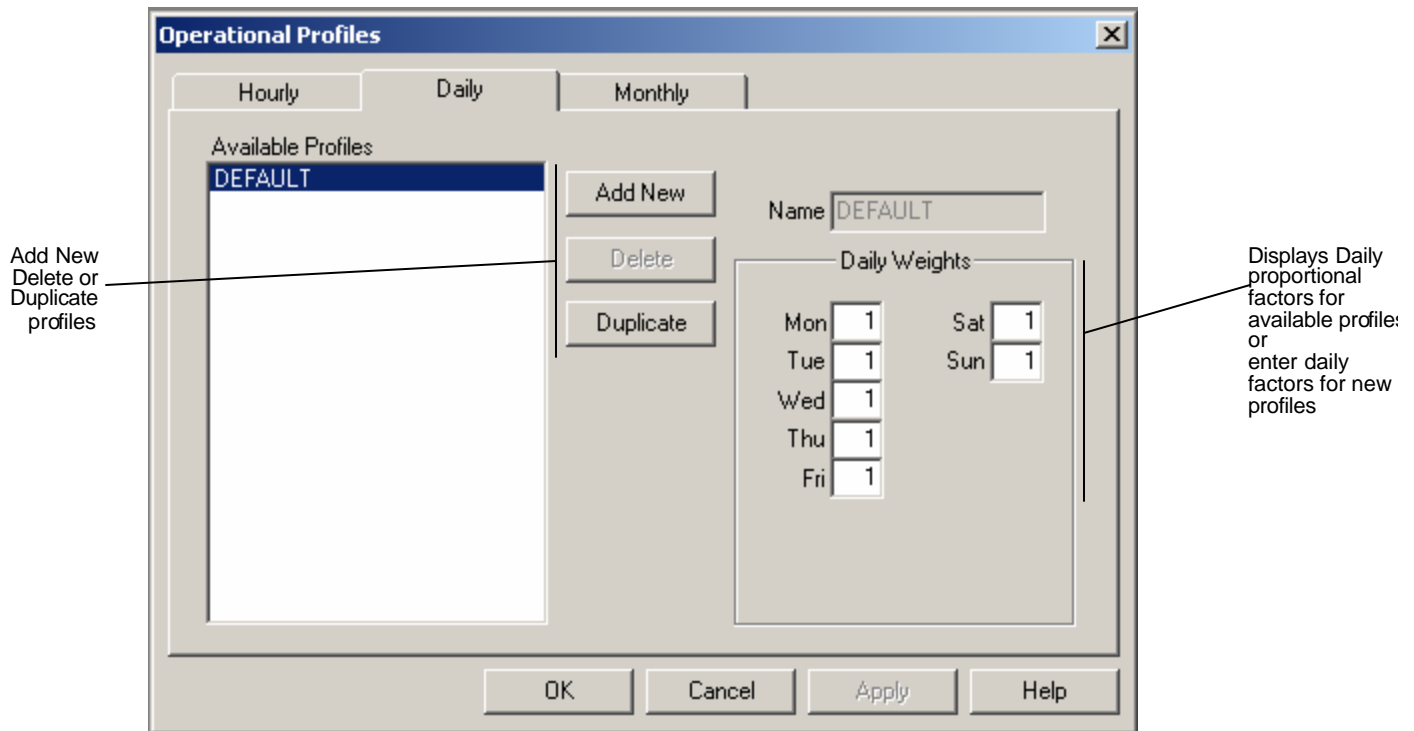 Operational Profiles
Hourly
Daily
Monthly
Available Profiles
DEFAULT
Add New
Delete
Duplicate
Name DEFAULT
Daily Weights
Mon 1
Sat 1
Tue 1
Sun 1
Wed 1
Thu 1
Fri 1
OK
Cancel
Apply
Help
Add New
Delete or
Duplicate
profiles
Displays Daily
proportional
factors for
available profiles
or
enter daily
factors for new
profiles